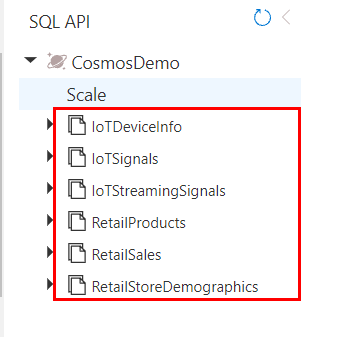 SQL API
CosmosDemo
Scale
IoTDeviceInfo
IoTSignals
IoTStreamingSignals
RetailProducts
RetailSales
RetailStoreDemographics